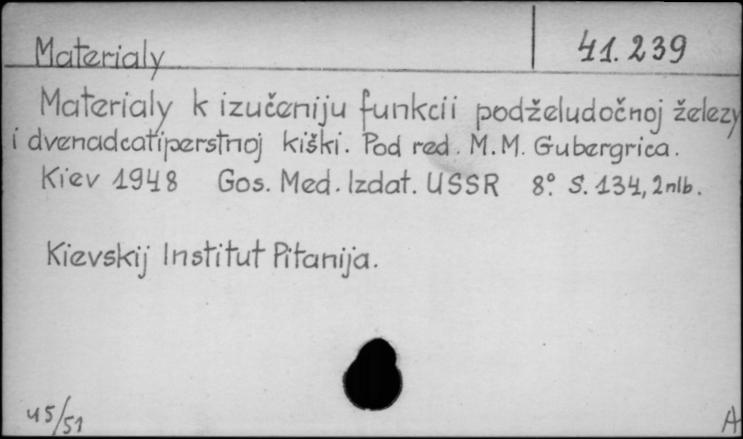 Materialy 41.239
Materialy k izučeniju funkcii podželudočnoj železy
i dvenadcatiperstnoj kiški. Pod red. M.M. Gubergrica.
Kiev 1948 Gos. Med. Izdat. USSR 8° S. 134, 2nlb.
Kievskij Institut Pitanija.
45/51 A